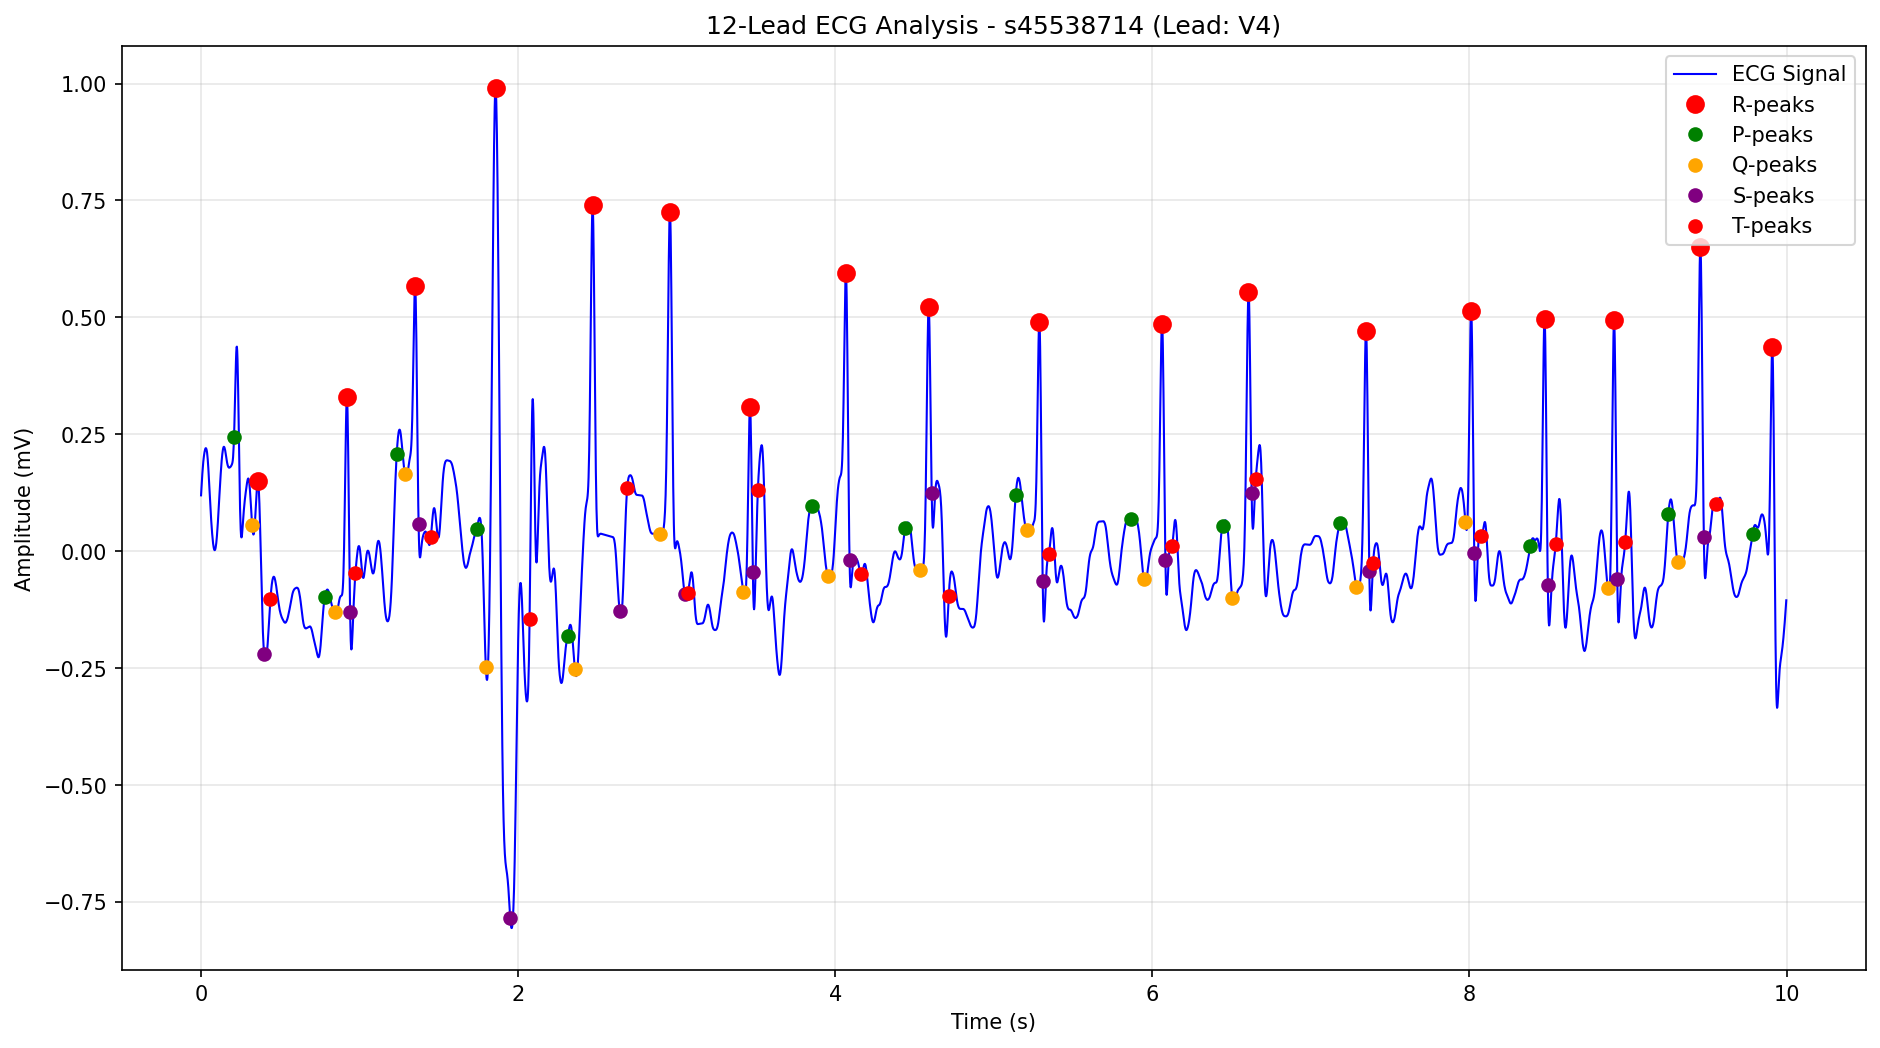 12-Lead ECG Analysis - s45538714 (Lead: V4)
ECG Signal
R-peaks
P-peaks
Q-peaks
S-peaks
T-peaks
Amplitude (mV)
1.00
0.75
0.50
0.25
0.00
−0.25
−0.50
−0.75
0
2
4
6
8
10
Time (s)